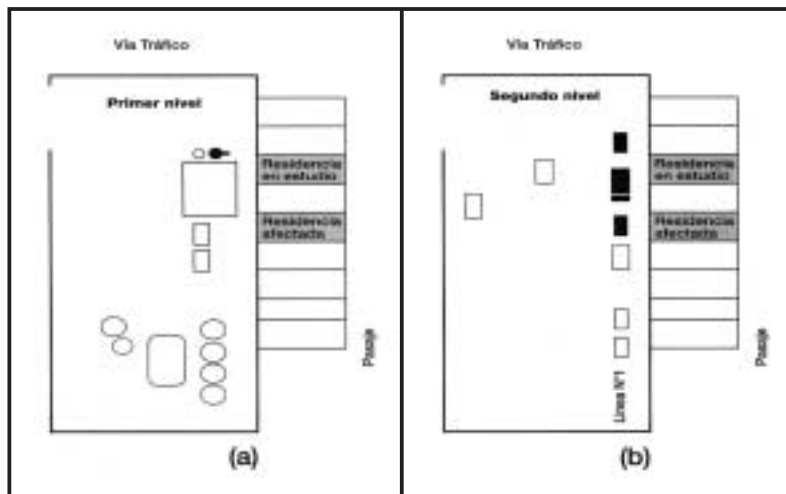 Vía Tráfico
Primer nivel
Residencia
en estudio
Residencia
afectada
Pasaje
(a)
Vía Tráfico
Segundo nivel
Residencia
en estudio
Residencia
afectada
Línea N°1
Pasaje
(b)